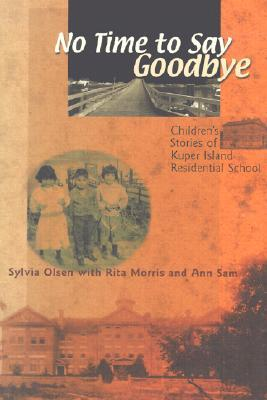 No Time to Say
Goodbye
Children's
Stories of
Kuper Island
Residential School
Sylvia Olsen with Rita Morris and Ann Sam